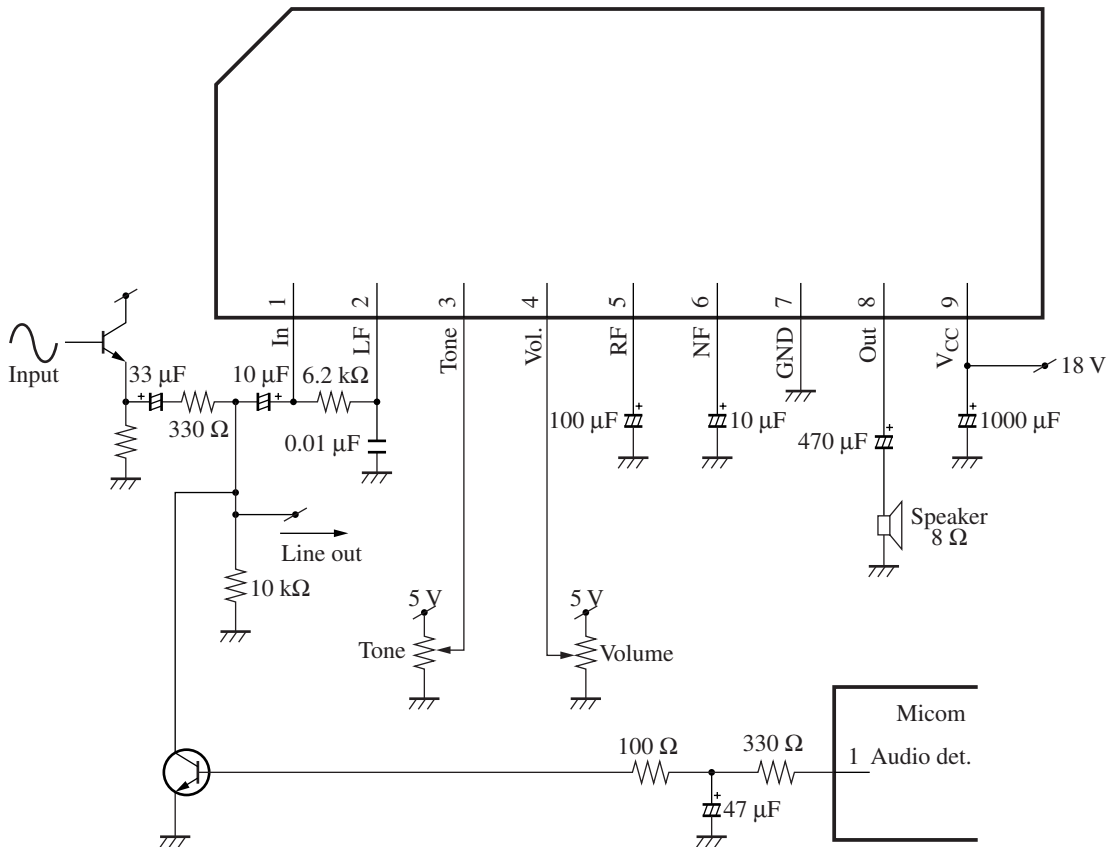 1
2
3
4
5
6
7
8
9
In
LF
Tone
Vol.
RF
NF
GND
Out
VCC
18 V
Input
33 μF
10 μF
6.2 kΩ
330 Ω
0.01 μF
100 μF
10 μF
470 μF
1000 μF
Speaker
8 Ω
Line out
10 kΩ
5 V
5 V
Tone
Volume
Micom
100 Ω
330 Ω
1 Audio det.
47 μF
+
+
+
+
+
+
+